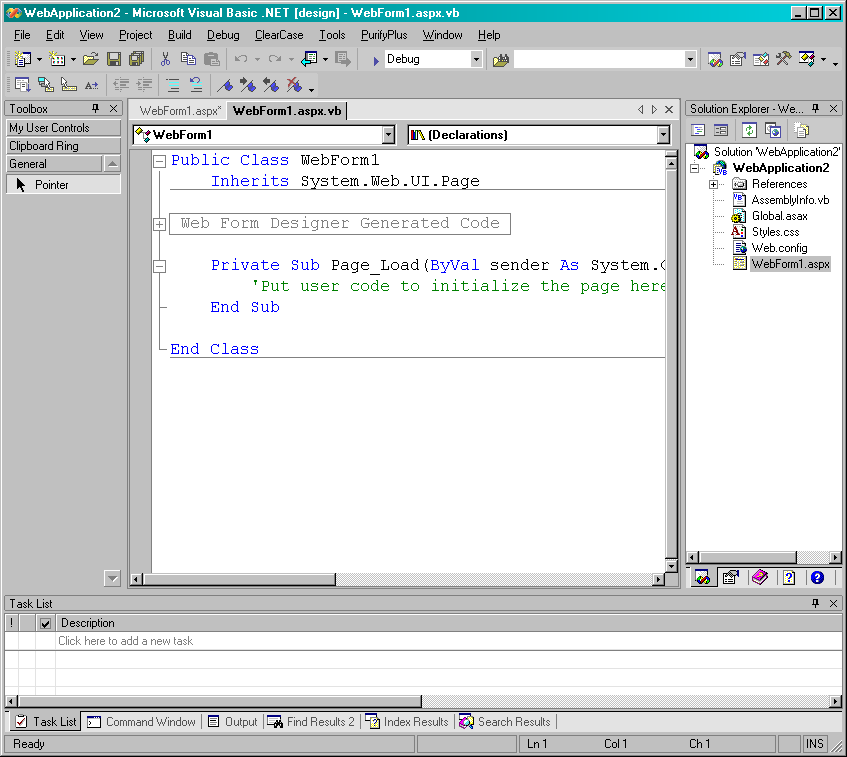 WebApplication2 - Microsoft Visual Basic .NET [design] - WebForm1.aspx.vb
File Edit View Project Build Debug ClearCase Tools PurifyPlus Window Help
Debug
Toolbox
My User Controls
Clipboard Ring
General
Pointer
WebForm1.aspx* WebForm1.aspx.vb
WebForm1 (Declarations)
Public Class WebForm1
Inherits System.Web.UI.Page
Web Form Designer Generated Code
Private Sub Page_Load(ByVal sender As System.
'Put user code to initialize the page here
End Sub
End Class
Solution Explorer - We...
Solution 'WebApplication2'
WebApplication2
References
AssemblyInfo.vb
Global.asax
Styles.css
Web.config
WebForm1.aspx
Task List
! Description
Click here to add a new task
Task List Command Window Output Find Results 2 Index Results Search Results
Ready Ln 1 Col 1 Ch 1 INS